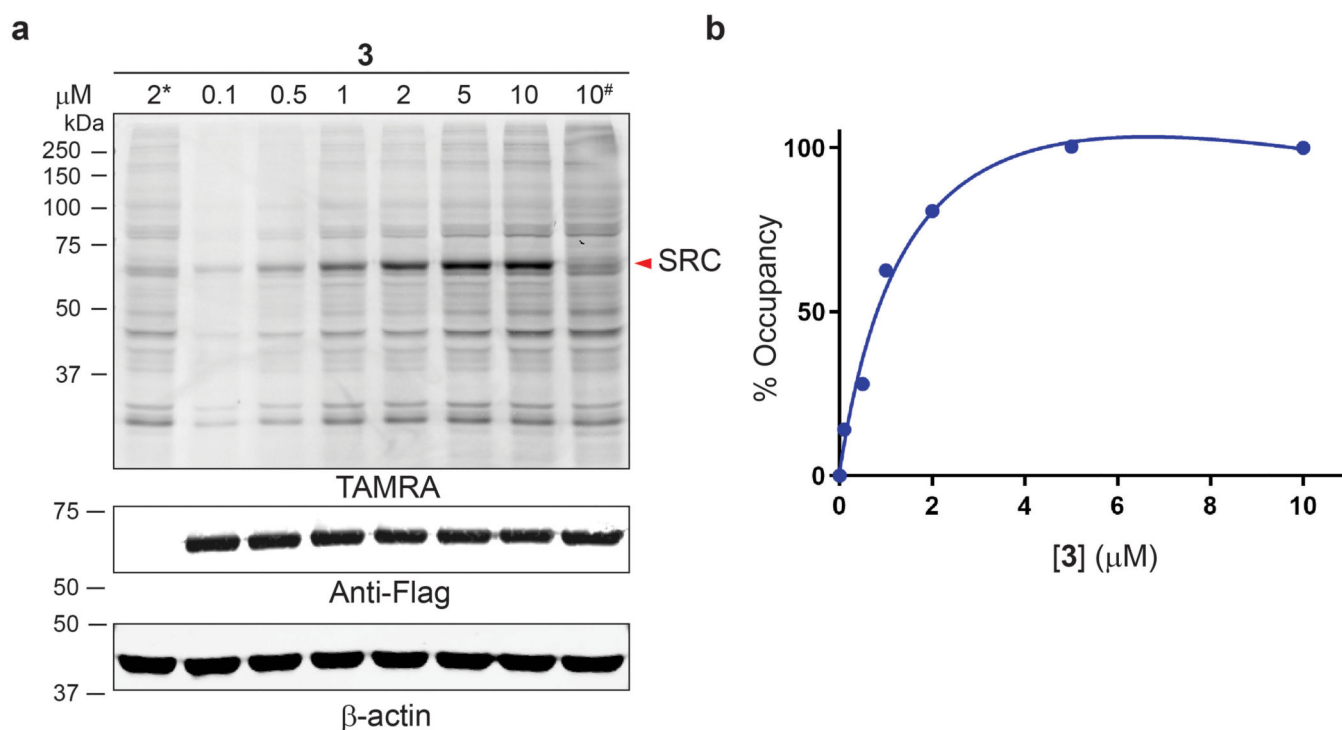 a
3
μM 2* 0.1 0.5 1 2 5 10 10#
kDa
250
150
100
75
50
37
SRC
TAMRA
75
50
Anti-Flag
50
37
β-actin
b
% Occupancy
100
50
0
0 2 4 6 8 10
[3] (μM)